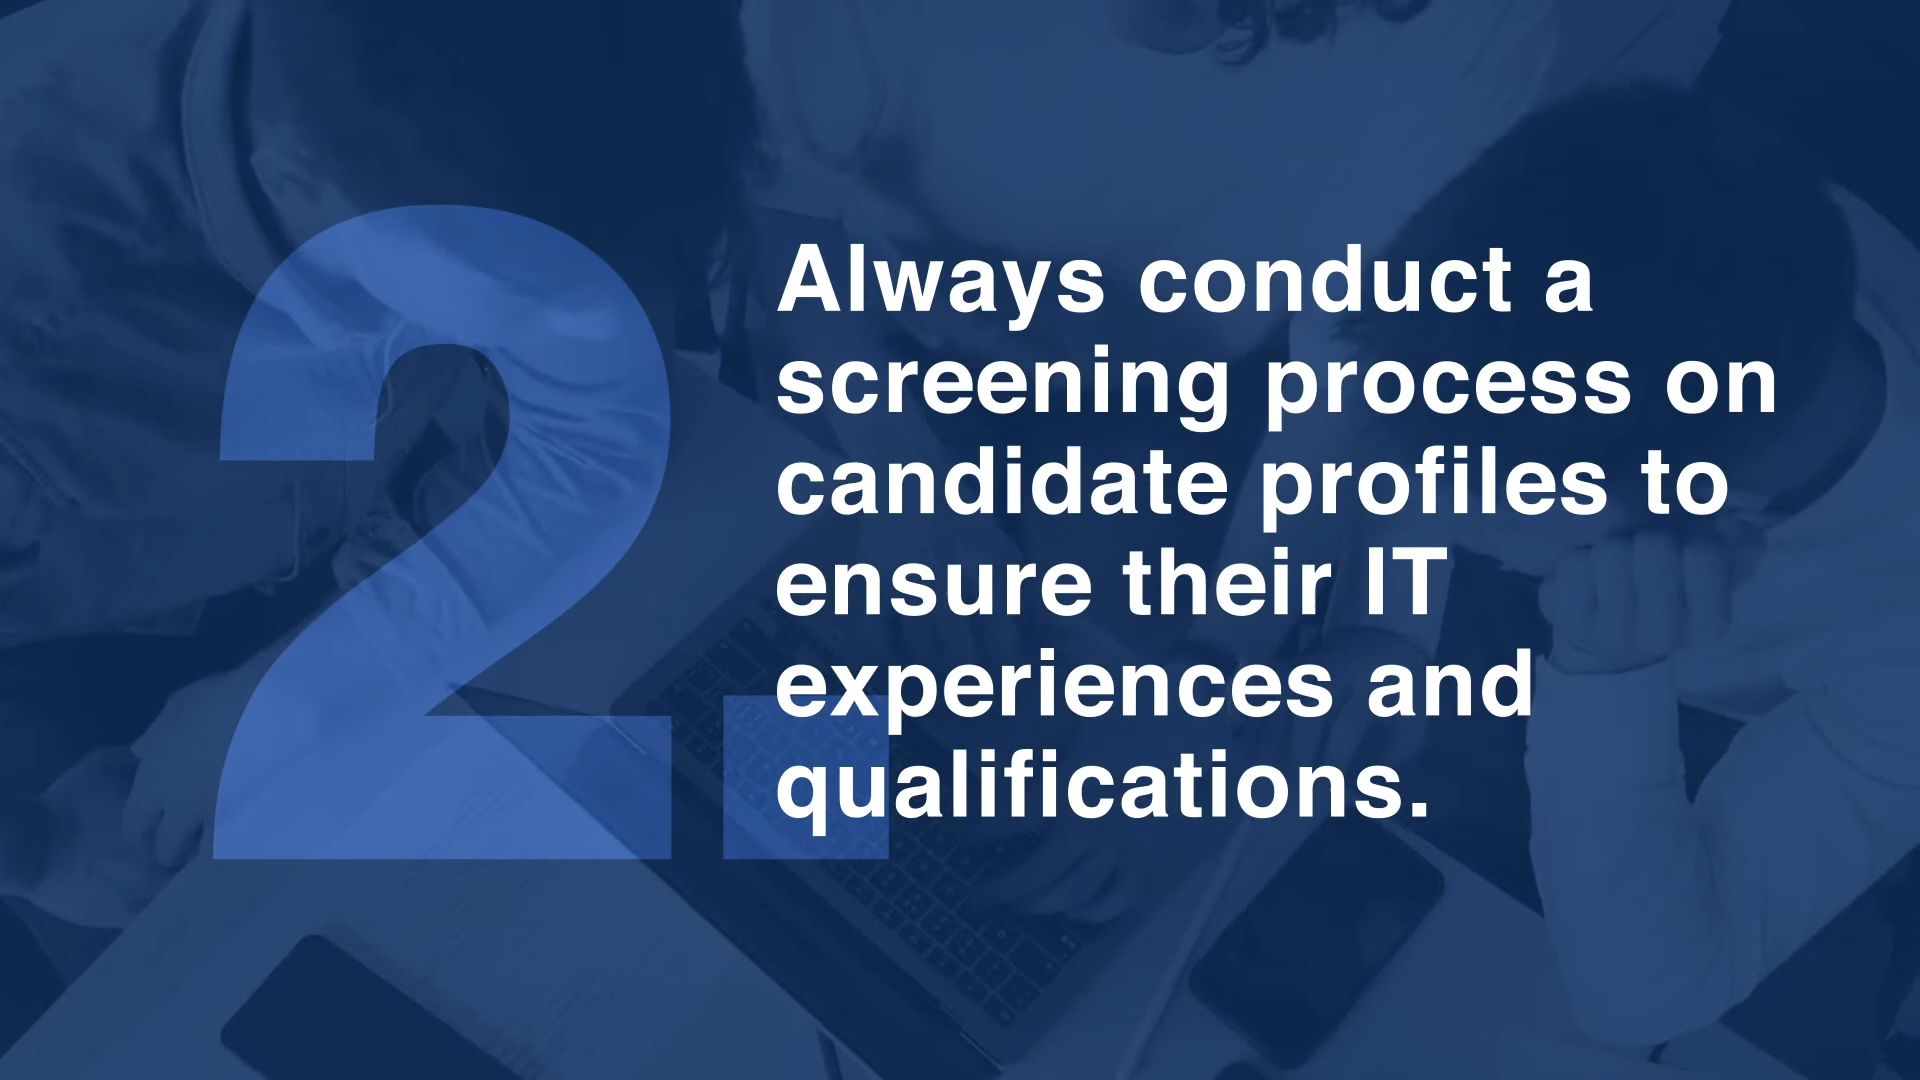 2.
Always conduct a
screening process on
candidate profiles to
ensure their IT
experiences and
qualifications.